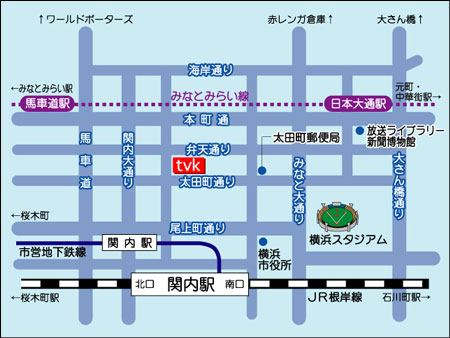 ↑ワールドポーターズ
赤レンガ倉庫↑
大さん橋↑
海岸通り
←みなとみらい駅
みなとみらい線
元町・
中華街駅→
馬車道駅
日本大通駅
本町通
放送ライブラリー
新聞博物館
馬車道
関内大通り
弁天通り
太田町郵便局
tvk
太田町通り
みなと大通り
大さん橋通り
←桜木町
尾上町通り
横浜スタジアム
関内駅
市営地下鉄線
横浜
市役所
北口
関内駅
南口
←桜木町駅
JR根岸線
石川町駅→